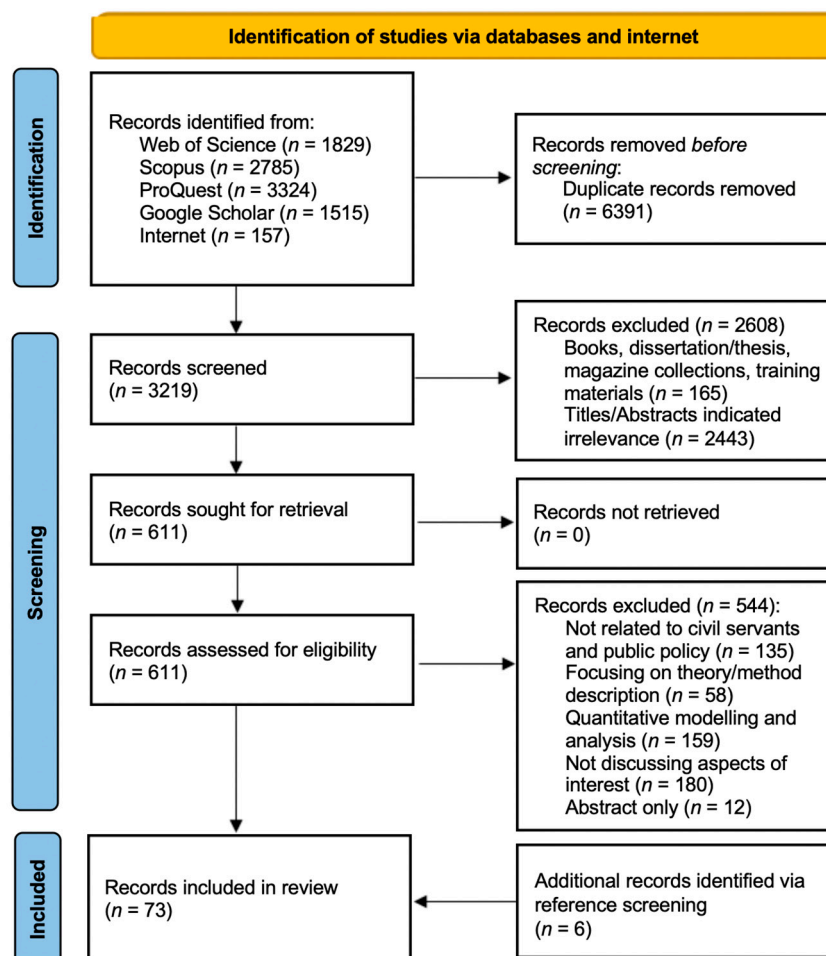 Identification of studies via databases and internet
Identification
Records identified from:
Web of Science (n = 1829)
Scopus (n = 2785)
ProQuest (n = 3324)
Google Scholar (n = 1515)
Internet (n = 157)
Records removed before
screening:
Duplicate records removed
(n = 6391)
Screening
Records screened
(n = 3219)
Records excluded (n = 2608)
Books, dissertation/thesis,
magazine collections, training
materials (n = 165)
Titles/Abstracts indicated
irrelevance (n = 2443)
Records sought for retrieval
(n = 611)
Records not retrieved
(n = 0)
Records assessed for eligibility
(n = 611)
Records excluded (n = 544):
Not related to civil servants
and public policy (n = 135)
Focusing on theory/method
description (n = 58)
Quantitative modelling and
analysis (n = 159)
Not discussing aspects of
interest (n = 180)
Abstract only (n = 12)
Included
Records included in review
(n = 73)
Additional records identified via
reference screening
(n = 6)